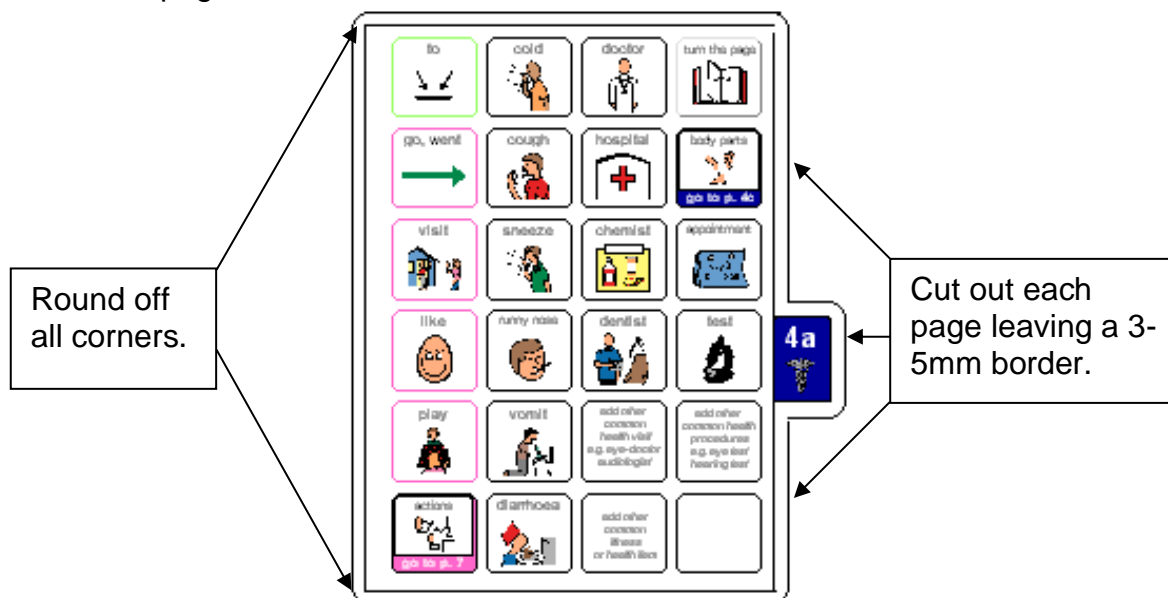 Round off
all corners.
to
cold
doctor
turn the page
go, went
cough
hospital
body parts
go to p. 4c
visit
sneeze
chemist
appointment
like
runny nose
dentist
test
play
vomit
add other
common
health visit
e.g. eye-doctor
audiologist
add other
common health
procedures
e.g. eye test
hearing test
actions
go to p. 7
diarrhoea
add other
common
illness
or health item
4a
Cut out each
page leaving a 3-
5mm border.